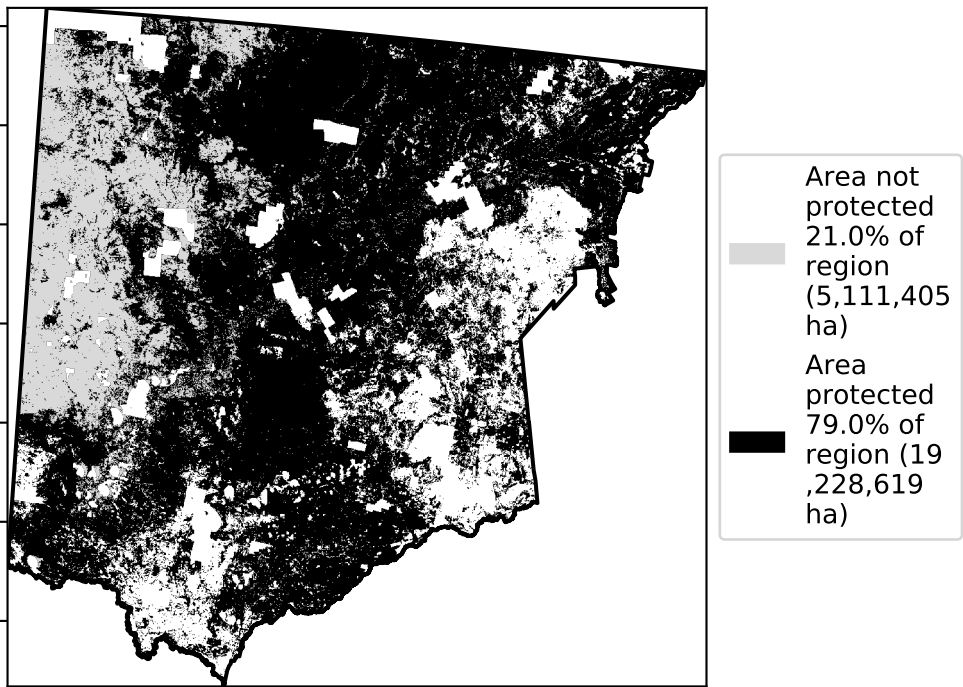 Area not
protected
21.0% of
region
(5,111,405
ha)
Area
protected
79.0% of
region (19
,228,619
ha)